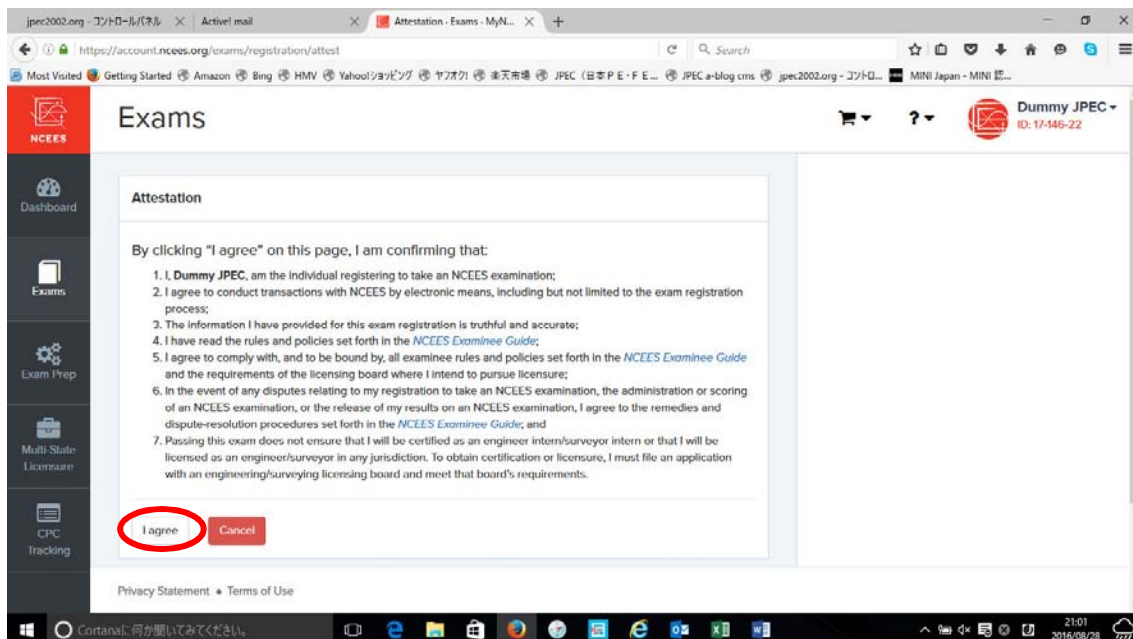 jpec2002.org - コントロールパネル
Active! mail
Attestation - Exams - MyN...
https://account.ncees.org/exams/registration/attest
Search
Most Visited Getting Started Amazon Bing HMV Yahoo!ショッピング ヤフオク! 楽天市場 JPEC (日本PE・FE... JPEC a-blog cms jpec2002.org - コントロ... MINI Japan - MINI 認...
NCEES
Exams
Dummy JPEC
ID: 17-146-22
Dashboard
Exams
Exam Prep
Multi-State
Licensure
CPC
Tracking
Attestation
By clicking "I agree" on this page, I am confirming that:
1. I, Dummy JPEC, am the individual registering to take an NCEES examination;
2. I agree to conduct transactions with NCEES by electronic means, including but not limited to the exam registration
process;
3. The information I have provided for this exam registration is truthful and accurate;
4. I have read the rules and policies set forth in the NCEES Examinee Guide;
5. I agree to comply with, and to be bound by, all examinee rules and policies set forth in the NCEES Examinee Guide
and the requirements of the licensing board where I intend to pursue licensure;
6. In the event of any disputes relating to my registration to take an NCEES examination, the administration or scoring
of an NCEES examination, or the release of my results on an NCEES examination, I agree to the remedies and
dispute-resolution procedures set forth in the NCEES Examinee Guide; and
7. Passing this exam does not ensure that I will be certified as an engineer intern/surveyor intern or that I will be
licensed as an engineer/surveyor in any jurisdiction. To obtain certification or licensure, I must file an application
with an engineering/surveying licensing board and meet that board's requirements.
I agree
Cancel
Privacy Statement • Terms of Use
Cortanaに何か聞いてみてください。
21:01
2016/08/28